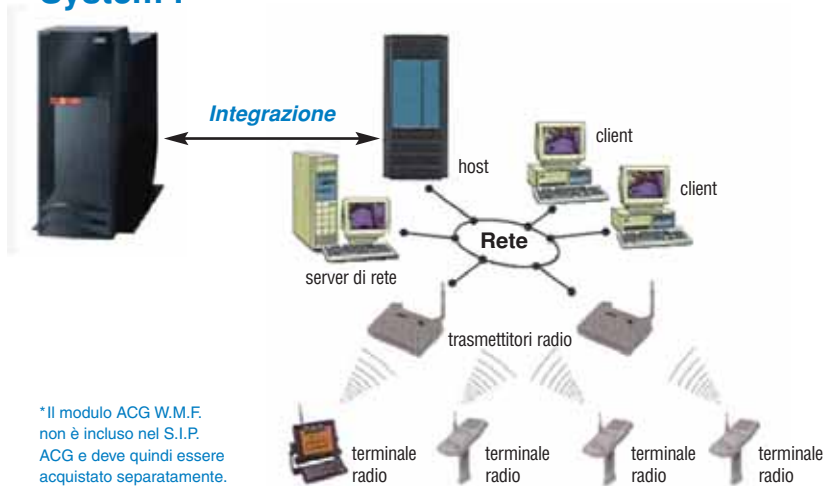 Integrazione
host
client
client
Rete
server di rete
trasmettitori radio
terminale
radio
terminale
radio
terminale
radio
terminale
radio
*Il modulo ACG W.M.F.
non è incluso nel S.I.P.
ACG e deve quindi essere
acquistato separatamente.